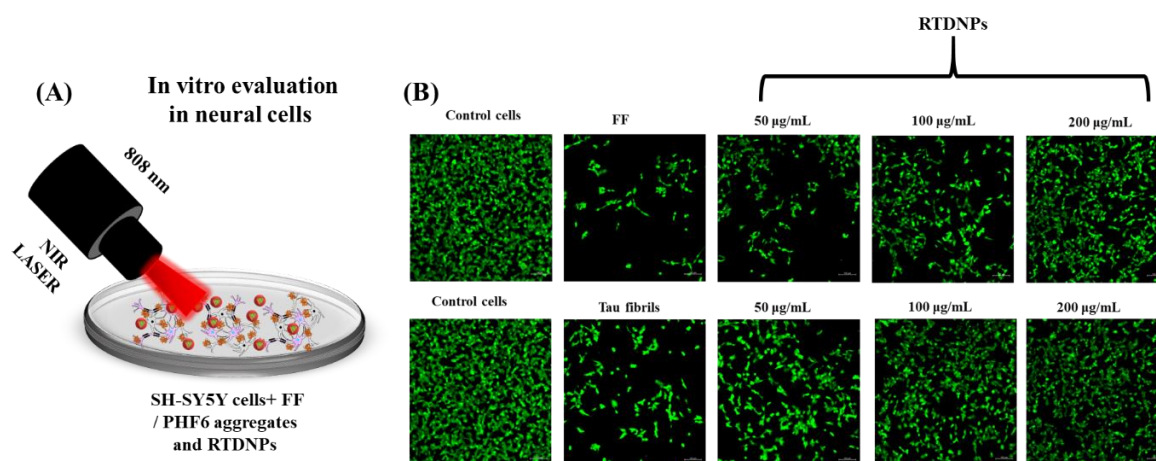 (A)
In vitro evaluation
in neural cells
808 nm
NIR
LASER
SH-SY5Y cells+ FF
/ PHF6 aggregates
and RTDNPs
(B)
RTDNPs
Control cells
FF
50 µg/mL
100 µg/mL
200 µg/mL
Control cells
Tau fibrils
50 µg/mL
100 µg/mL
200 µg/mL